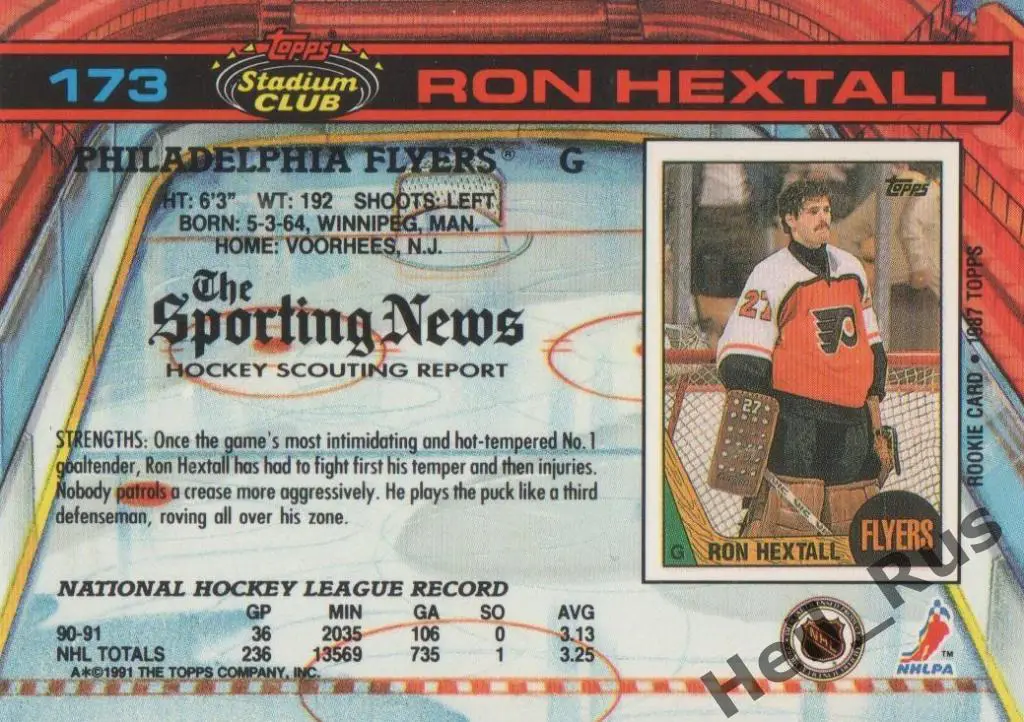 173 Topps Stadium CLUB RON HEXTALL
PHILADELPHIA FLYERS® G
HT: 6'3" WT: 192 SHOOTS: LEFT
BORN: 5-3-64, WINNIPEG, MAN.
HOME: VOORHEES, N.J.
The
Sporting News
HOCKEY SCOUTING REPORT
STRENGTHS: Once the game's most intimidating and hot-tempered No.1
goaltender, Ron Hextall has had to fight first his temper and then injuries.
Nobody patrols a crease more aggressively. He plays the puck like a third
defenseman, roving all over his zone.
NATIONAL HOCKEY LEAGUE RECORD
GP MIN GA SO AVG
90-91 36 2035 106 0 3.13
NHL TOTALS 236 13569 735 1 3.25
A*©1991 THE TOPPS COMPANY, INC.
Topps
27
27
G RON HEXTALL FLYERS
ROOKIE CARD • 1987 TOPPS
NHL
NHLPA ™
Hel_Rus